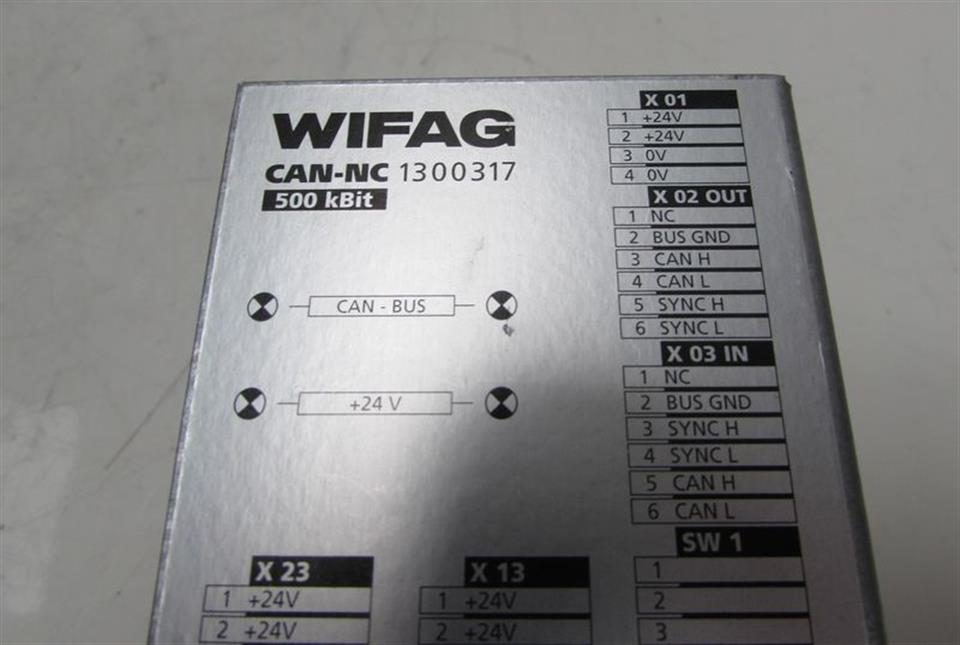 WIFAG
CAN-NC 1300317
500 kBit
CAN - BUS
+24 V
X 01
1 +24V
2 +24V
3 0V
4 0V
X 02 OUT
1 NC
2 BUS GND
3 CAN H
4 CAN L
5 SYNC H
6 SYNC L
X 03 IN
1 NC
2 BUS GND
3 SYNC H
4 SYNC L
5 CAN H
6 CAN L
SW 1
1
2
3
X 23
1 +24V
2 +24V
X 13
1 +24V
2 +24V